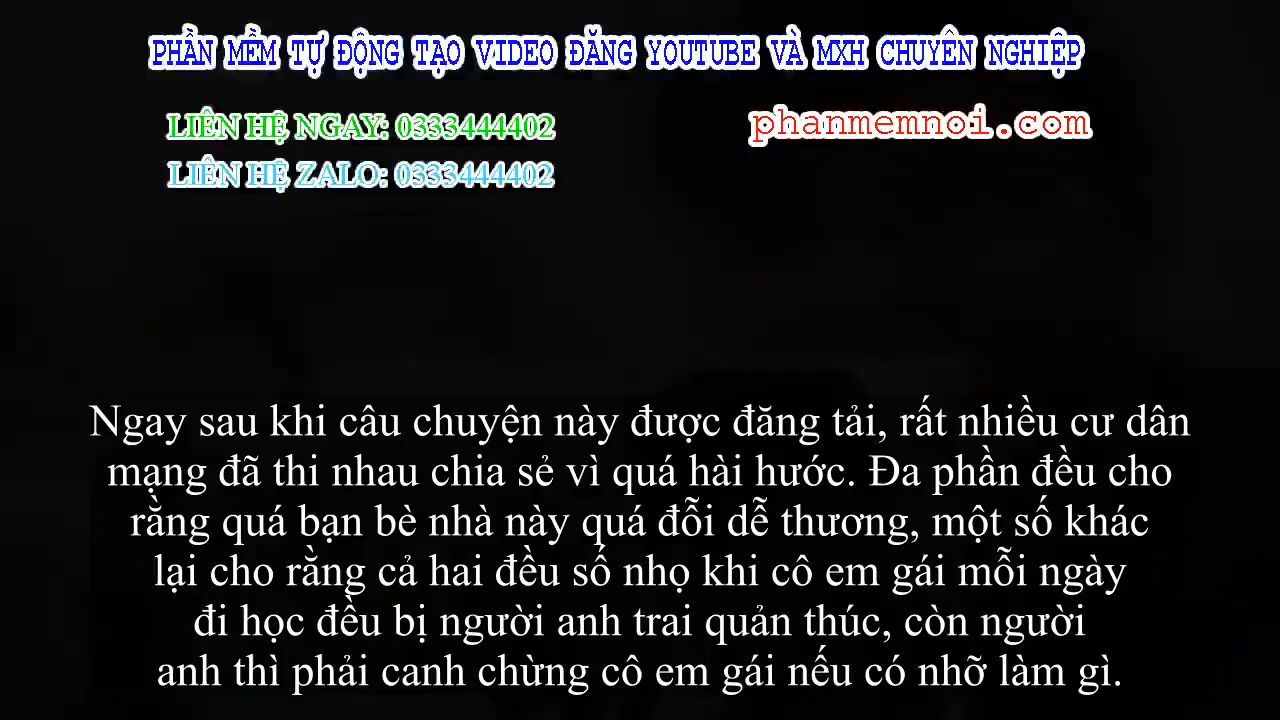 PHẦN MỀM TỰ ĐỘNG TẠO VIDEO ĐĂNG YOUTUBE VÀ MXH CHUYÊN NGHIỆP
LIÊN HỆ NGAY: 0333444402
phanmemnoi.com
LIÊN HỆ ZALO: 0333444402
Ngay sau khi câu chuyện này được đăng tải, rất nhiều cư dân
mạng đã thi nhau chia sẻ vì quá hài hước. Đa phần đều cho
rằng quá bạn bè nhà này quá đỗi dễ thương, một số khác
lại cho rằng cả hai đều số nhọ khi cô em gái mỗi ngày
đi học đều bị người anh trai quản thúc, còn người
anh thì phải canh chừng cô em gái nếu có nhỡ làm gì.